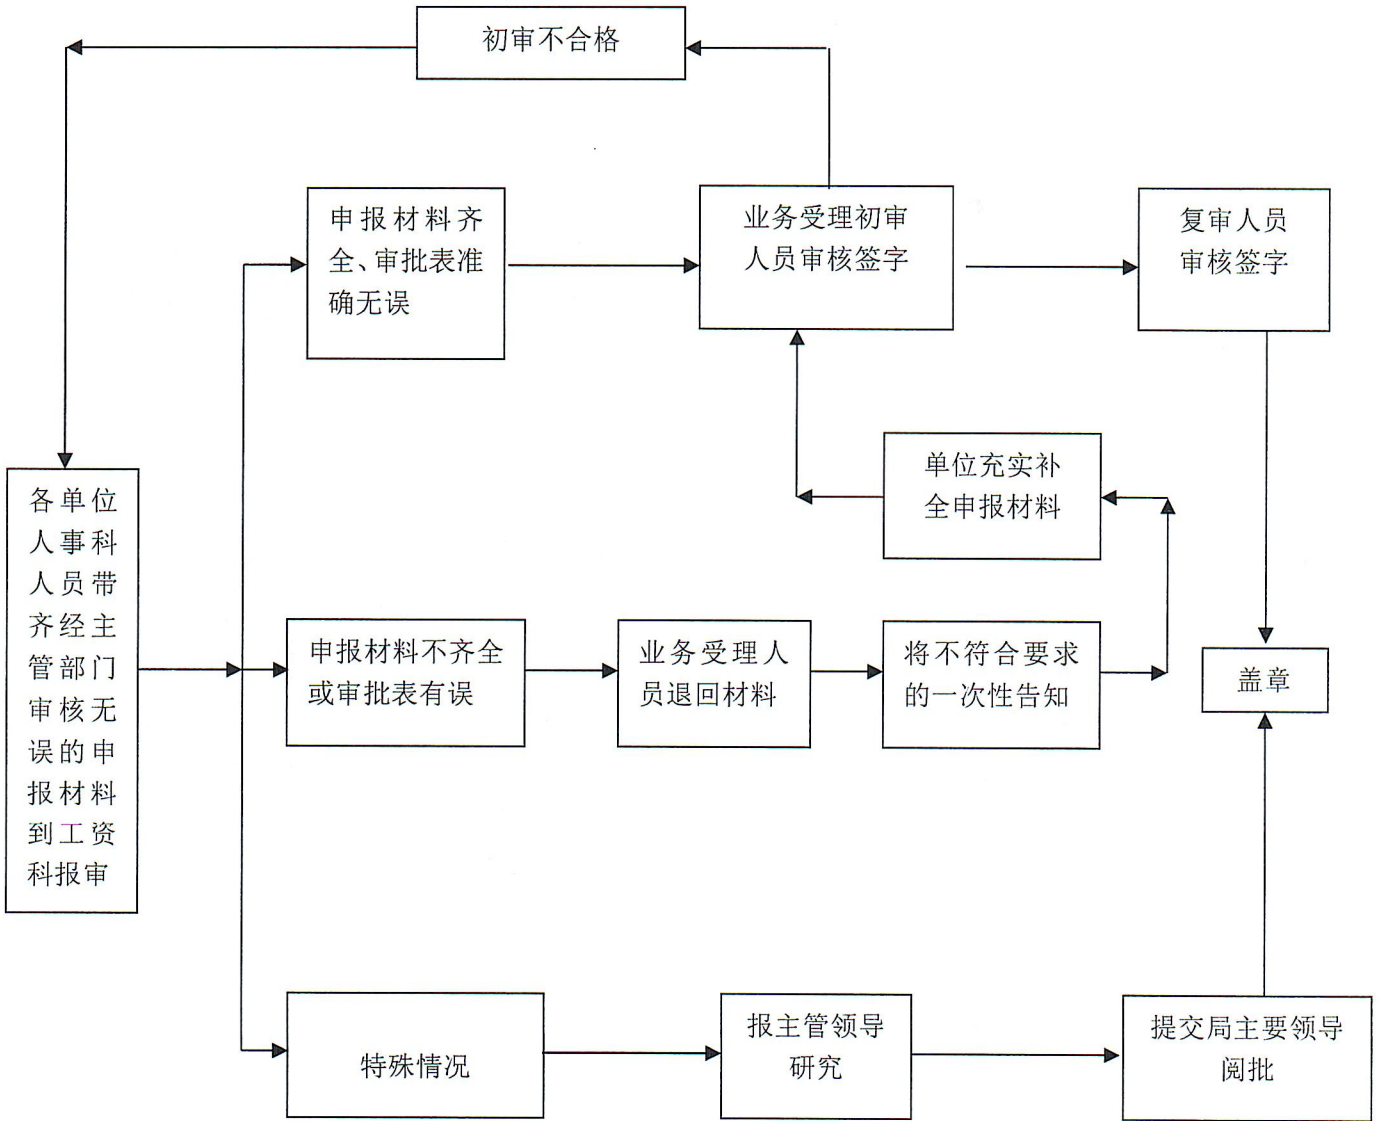 初审不合格
申报材料齐
全、审批表准
确无误
业务受理初审
人员审核签字
复审人员
审核签字
单位充实补
全申报材料
各单位
人事科
人员带
齐经主
管部门
审核无
误的申
报材料
到工资
科报审
申报材料不齐全
或审批表有误
业务受理人
员退回材料
将不符合要求
的一次性告知
盖章
特殊情况
报主管领导
研究
提交局主要领导
阅批